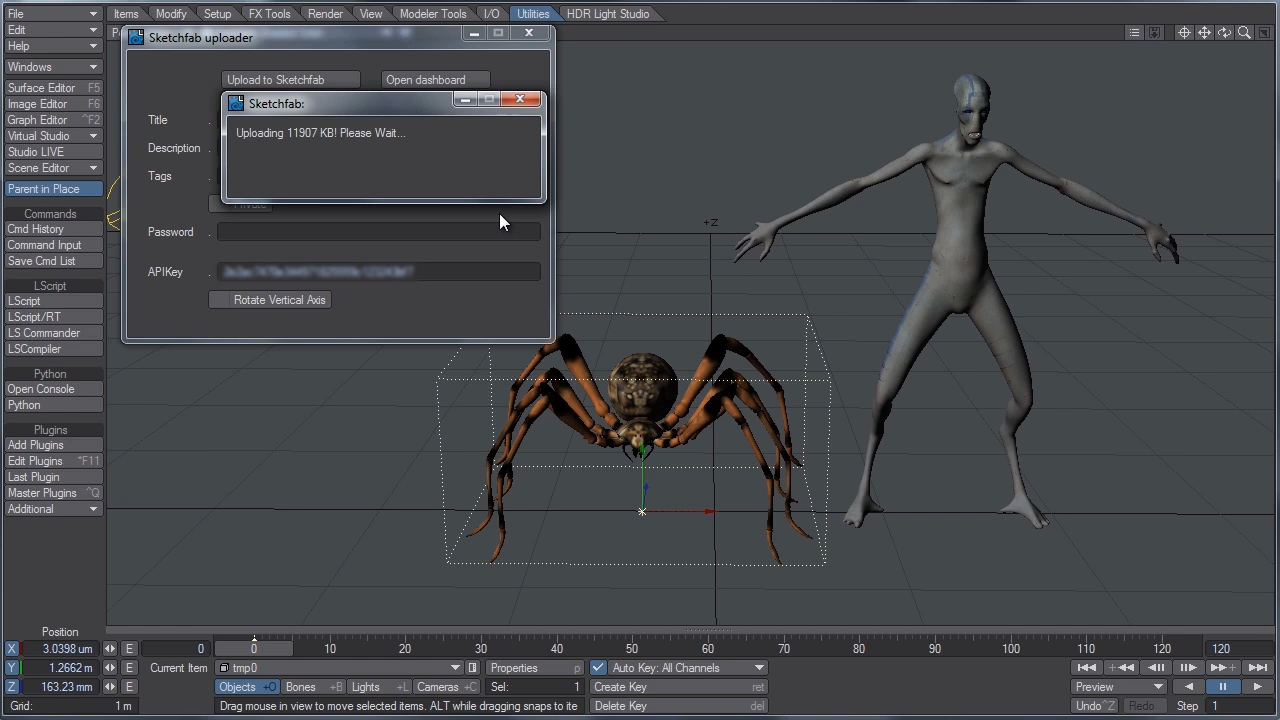 File
Edit
Help
Windows
Surface Editor F5
Image Editor F6
Graph Editor ^F2
Virtual Studio
Studio LIVE
Scene Editor
Parent in Place
Commands
Cmd History
Command Input
Save Cmd List
LScript
LScript
LScript/RT
LS Commander
LSCompiler
Python
Open Console
Python
Plugins
Add Plugins
Edit Plugins *F11
Last Plugin
Master Plugins ^Q
Additional
Items Modify Setup FX Tools Render View Modeler Tools I/O Utilities HDR Light Studio
Sketchfab uploader
Upload to Sketchfab Open dashboard
Sketchfab:
Uploading 11907 KB! Please Wait...
Title
Description
Tags
Private
Password
APIKey
Rotate Vertical Axis
+Z
Position
X 3.0398 um E
Y 1.2662 m E
Z 163.23 mm E
Grid: 1 m
0 0 10 20 30 40 50 60 70 80 90 100 110 120 120
Current Item tmp0 Properties p Auto Key: All Channels
Objects +O Bones +B Lights +L Cameras +C Sel: 1 Create Key ret
Drag mouse in view to move selected items. ALT while dragging snaps to ite Delete Key del
Preview
Undo ^Z Redo Step 1